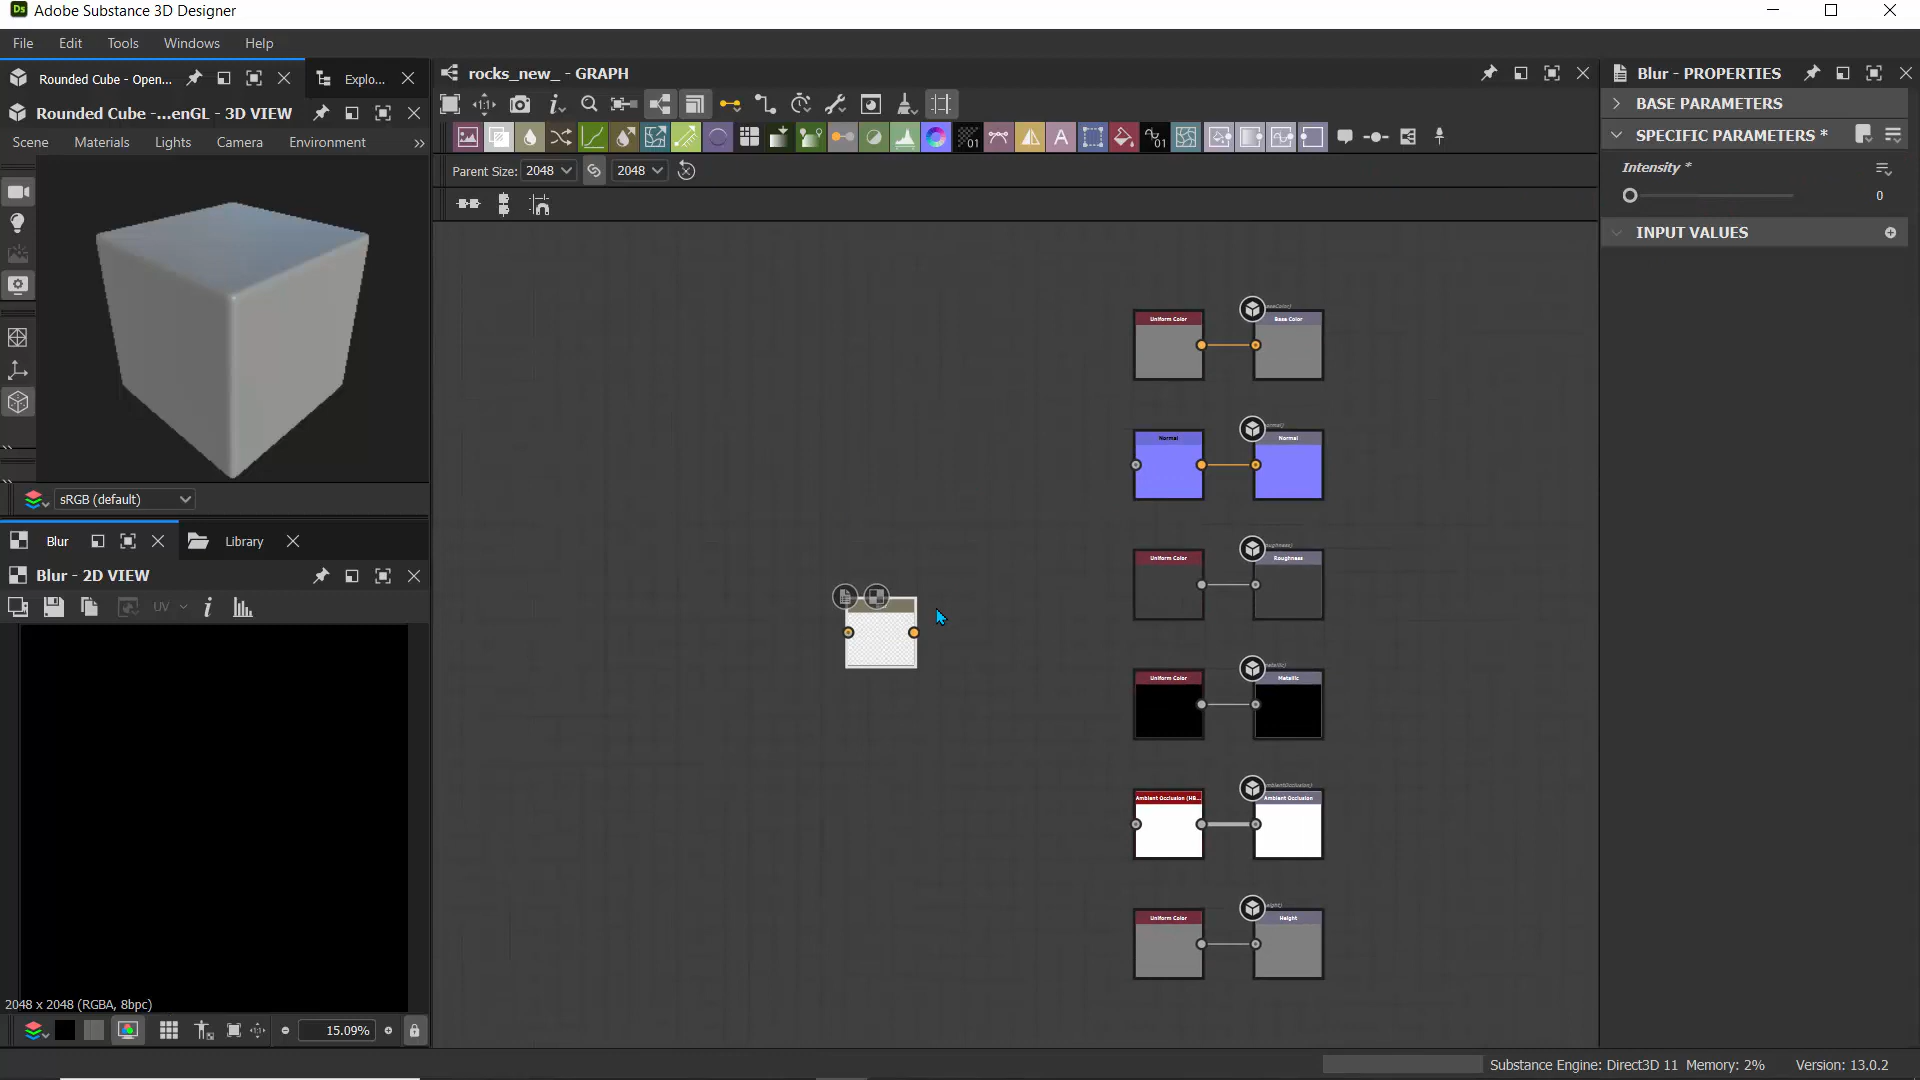 Ds Adobe Substance 3D Designer
File Edit Tools Windows Help
Rounded Cube - Open...
Explo...
Rounded Cube -...enGL - 3D VIEW
Scene Materials Lights Camera Environment »
sRGB (default)
Blur
Library
Blur - 2D VIEW
UV
2048 x 2048 (RGBA, 8bpc)
15.09%
rocks_new_ - GRAPH
Parent Size: 2048 2048
Uniform Color
Base Color
Normal
Normal
Uniform Color
Roughness
Uniform Color
Metallic
Ambient Occlusion (HB...
Ambient Occlusion
Uniform Color
Height
Blur - PROPERTIES
BASE PARAMETERS
SPECIFIC PARAMETERS *
Intensity *
0
INPUT VALUES
Substance Engine: Direct3D 11 Memory: 2% Version: 13.0.2